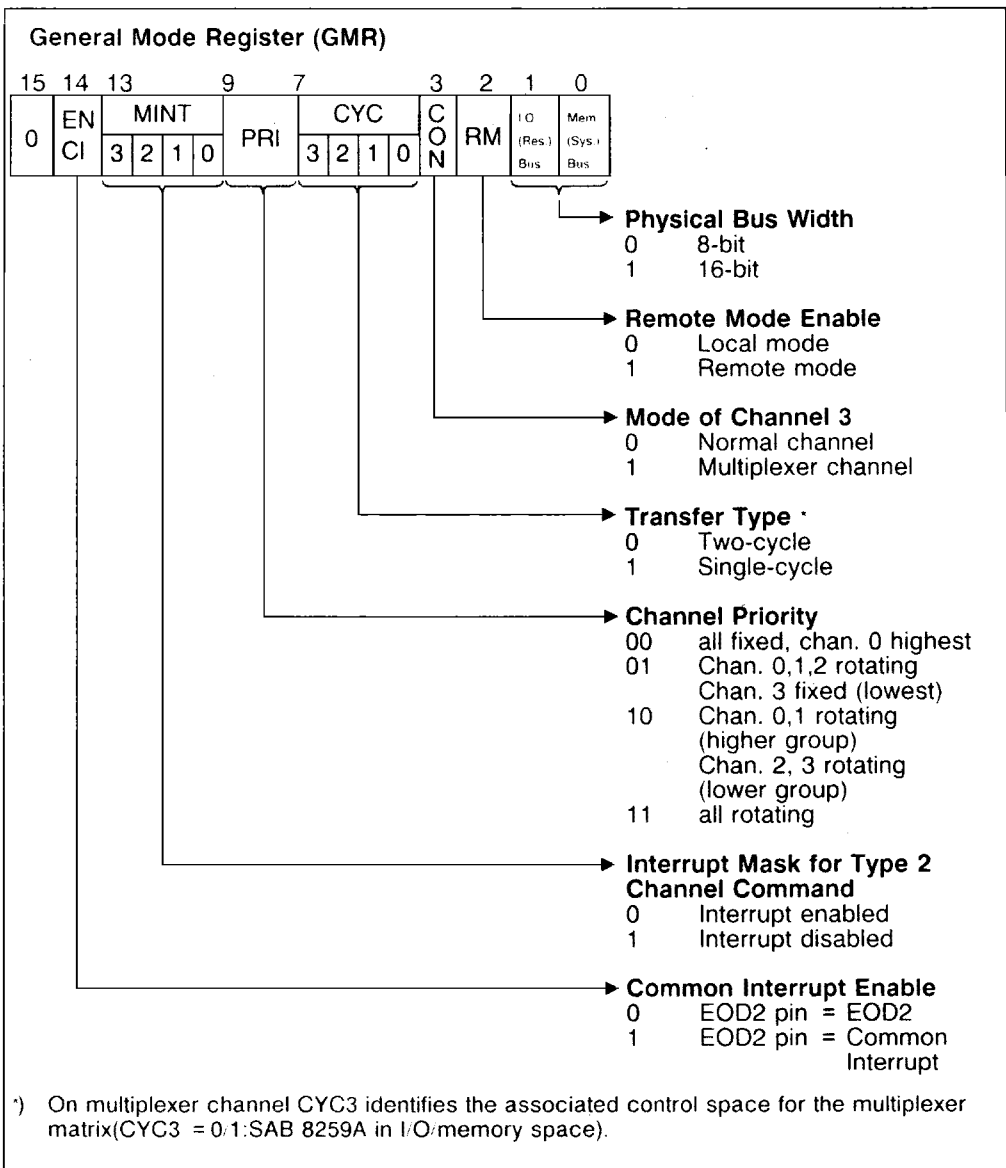 General Mode Register (GMR)
15 14 13 9 7 3 2 1 0
0 EN CI MINT 3 2 1 0 PRI CYC 3 2 1 0 CON RM I O (Res.) Bus Mem (Sys.) Bus
Physical Bus Width
0 8-bit
1 16-bit
Remote Mode Enable
0 Local mode
1 Remote mode
Mode of Channel 3
0 Normal channel
1 Multiplexer channel
Transfer Type *
0 Two-cycle
1 Single-cycle
Channel Priority
00 all fixed, chan. 0 highest
01 Chan. 0,1,2 rotating
Chan. 3 fixed (lowest)
10 Chan. 0,1 rotating
(higher group)
Chan. 2, 3 rotating
(lower group)
11 all rotating
Interrupt Mask for Type 2
Channel Command
0 Interrupt enabled
1 Interrupt disabled
Common Interrupt Enable
0 EOD2 pin = EOD2
1 EOD2 pin = Common
Interrupt
*) On multiplexer channel CYC3 identifies the associated control space for the multiplexer
matrix(CYC3 = 0/1:SAB 8259A in I/O/memory space).